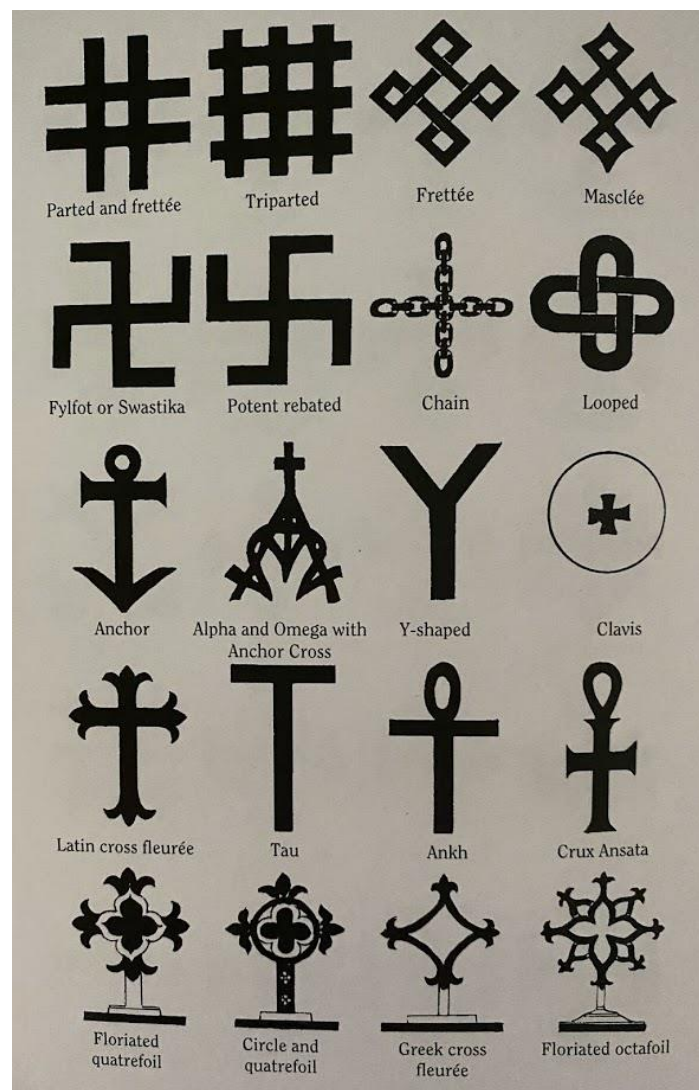 Parted and frettée
Triparted
Frettée
Masclée
Fylfot or Swastika
Potent rebated
Chain
Looped
Anchor
Alpha and Omega with
Anchor Cross
Y-shaped
Clavis
Latin cross fleurée
Tau
Ankh
Crux Ansata
Floriated
quatrefoil
Circle and
quatrefoil
Greek cross
fleurée
Floriated octafoil